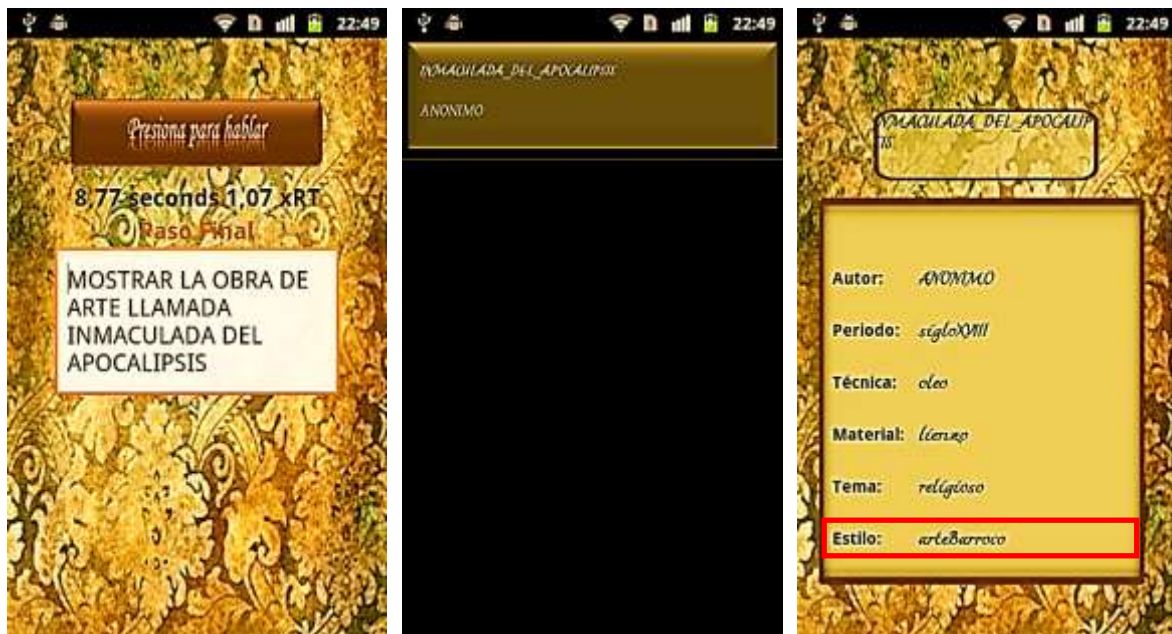 22:49
Presiona para hablar
8,77 seconds 1,07 xRT
Paso Final
MOSTRAR LA OBRA DE
ARTE LLAMADA
INMACULADA DEL
APOCALIPSIS
22:49
INMACULADA_DEL_APOCALIPSIS
ANONIMO
22:49
INMACULADA_DEL_APOCALIP
SIS
Autor: ANONIMO
Periodo: sigloXVIII
Técnica: oleo
Material: lienzo
Tema: religioso
Estilo: arteBarroco